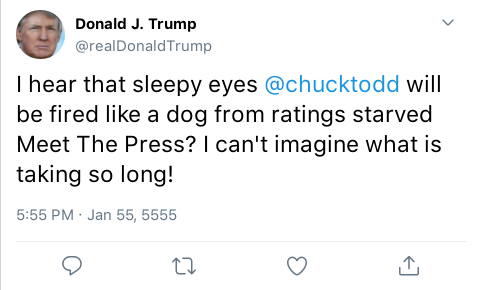 Donald J. Trump
@realDonaldTrump
I hear that sleepy eyes @chucktodd will
be fired like a dog from ratings starved
Meet The Press? I can't imagine what is
taking so long!
5:55 PM · Jan 55, 5555